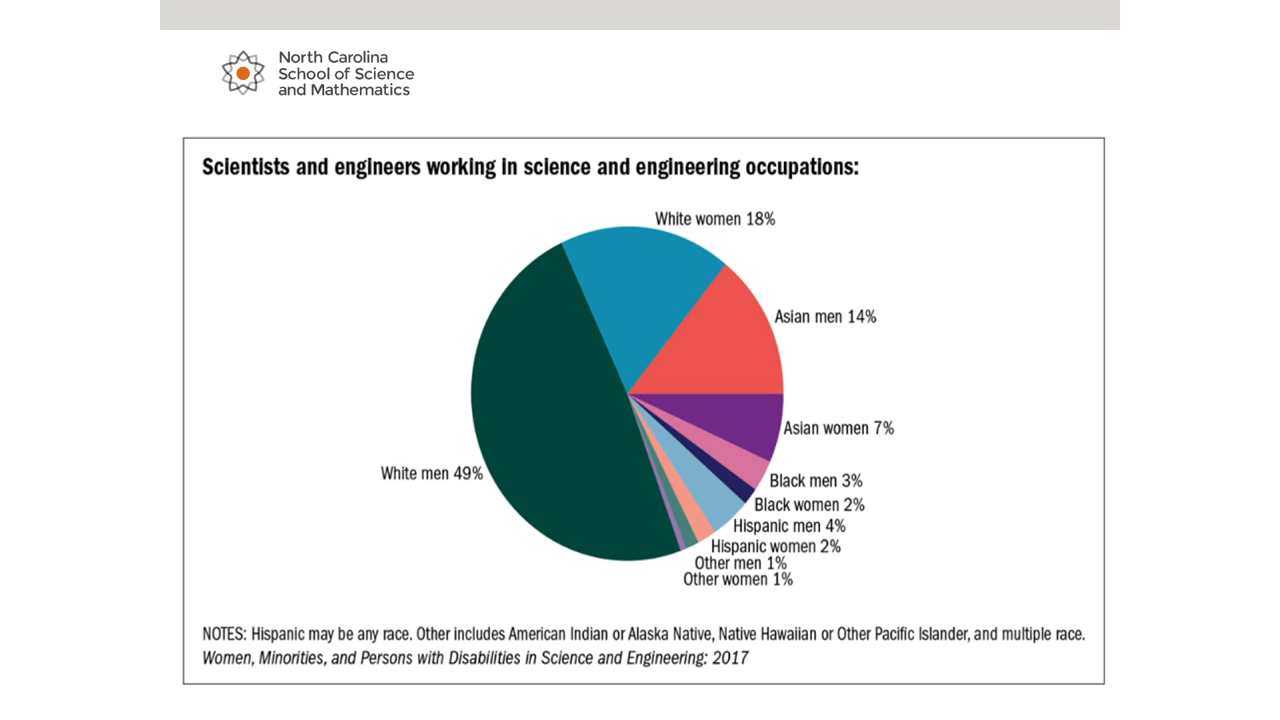 North Carolina
School of Science
and Mathematics
Scientists and engineers working in science and engineering occupations:
White women 18%
Asian men 14%
Asian women 7%
White men 49%
Black men 3%
Black women 2%
Hispanic men 4%
Hispanic women 2%
Other men 1%
Other women 1%
NOTES: Hispanic may be any race. Other includes American Indian or Alaska Native, Native Hawaiian or Other Pacific Islander, and multiple race.
Women, Minorities, and Persons with Disabilities in Science and Engineering: 2017